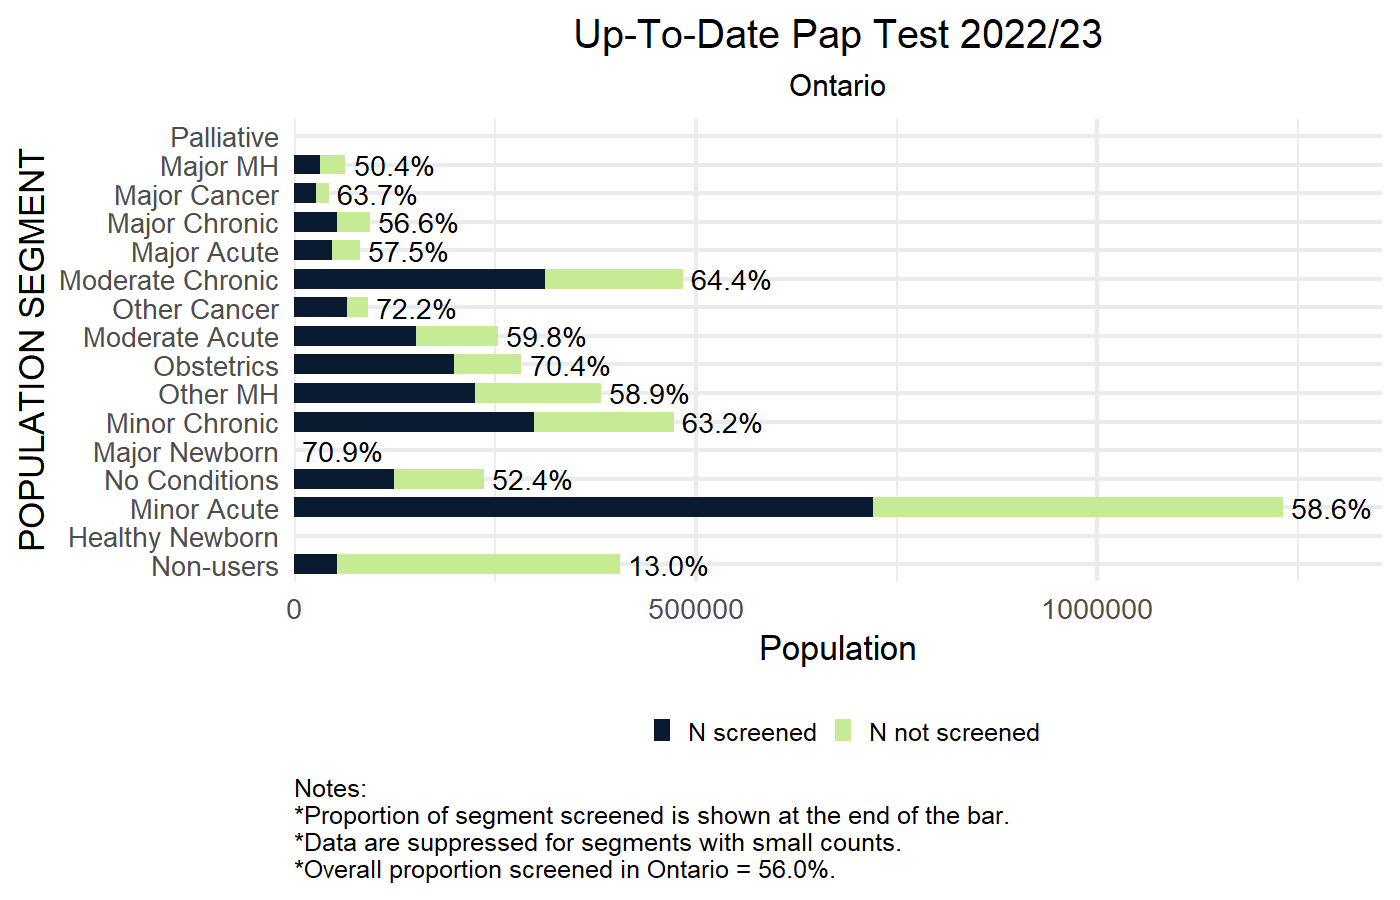 Up-To-Date Pap Test 2022/23
Ontario
POPULATION SEGMENT
Palliative
Major MH 50.4%
Major Cancer 63.7%
Major Chronic 56.6%
Major Acute 57.5%
Moderate Chronic 64.4%
Other Cancer 72.2%
Moderate Acute 59.8%
Obstetrics 70.4%
Other MH 58.9%
Minor Chronic 63.2%
Major Newborn 70.9%
No Conditions 52.4%
Minor Acute 58.6%
Healthy Newborn
Non-users 13.0%
0 500000 1000000
Population
N screened N not screened
Notes:
*Proportion of segment screened is shown at the end of the bar.
*Data are suppressed for segments with small counts.
*Overall proportion screened in Ontario = 56.0%.